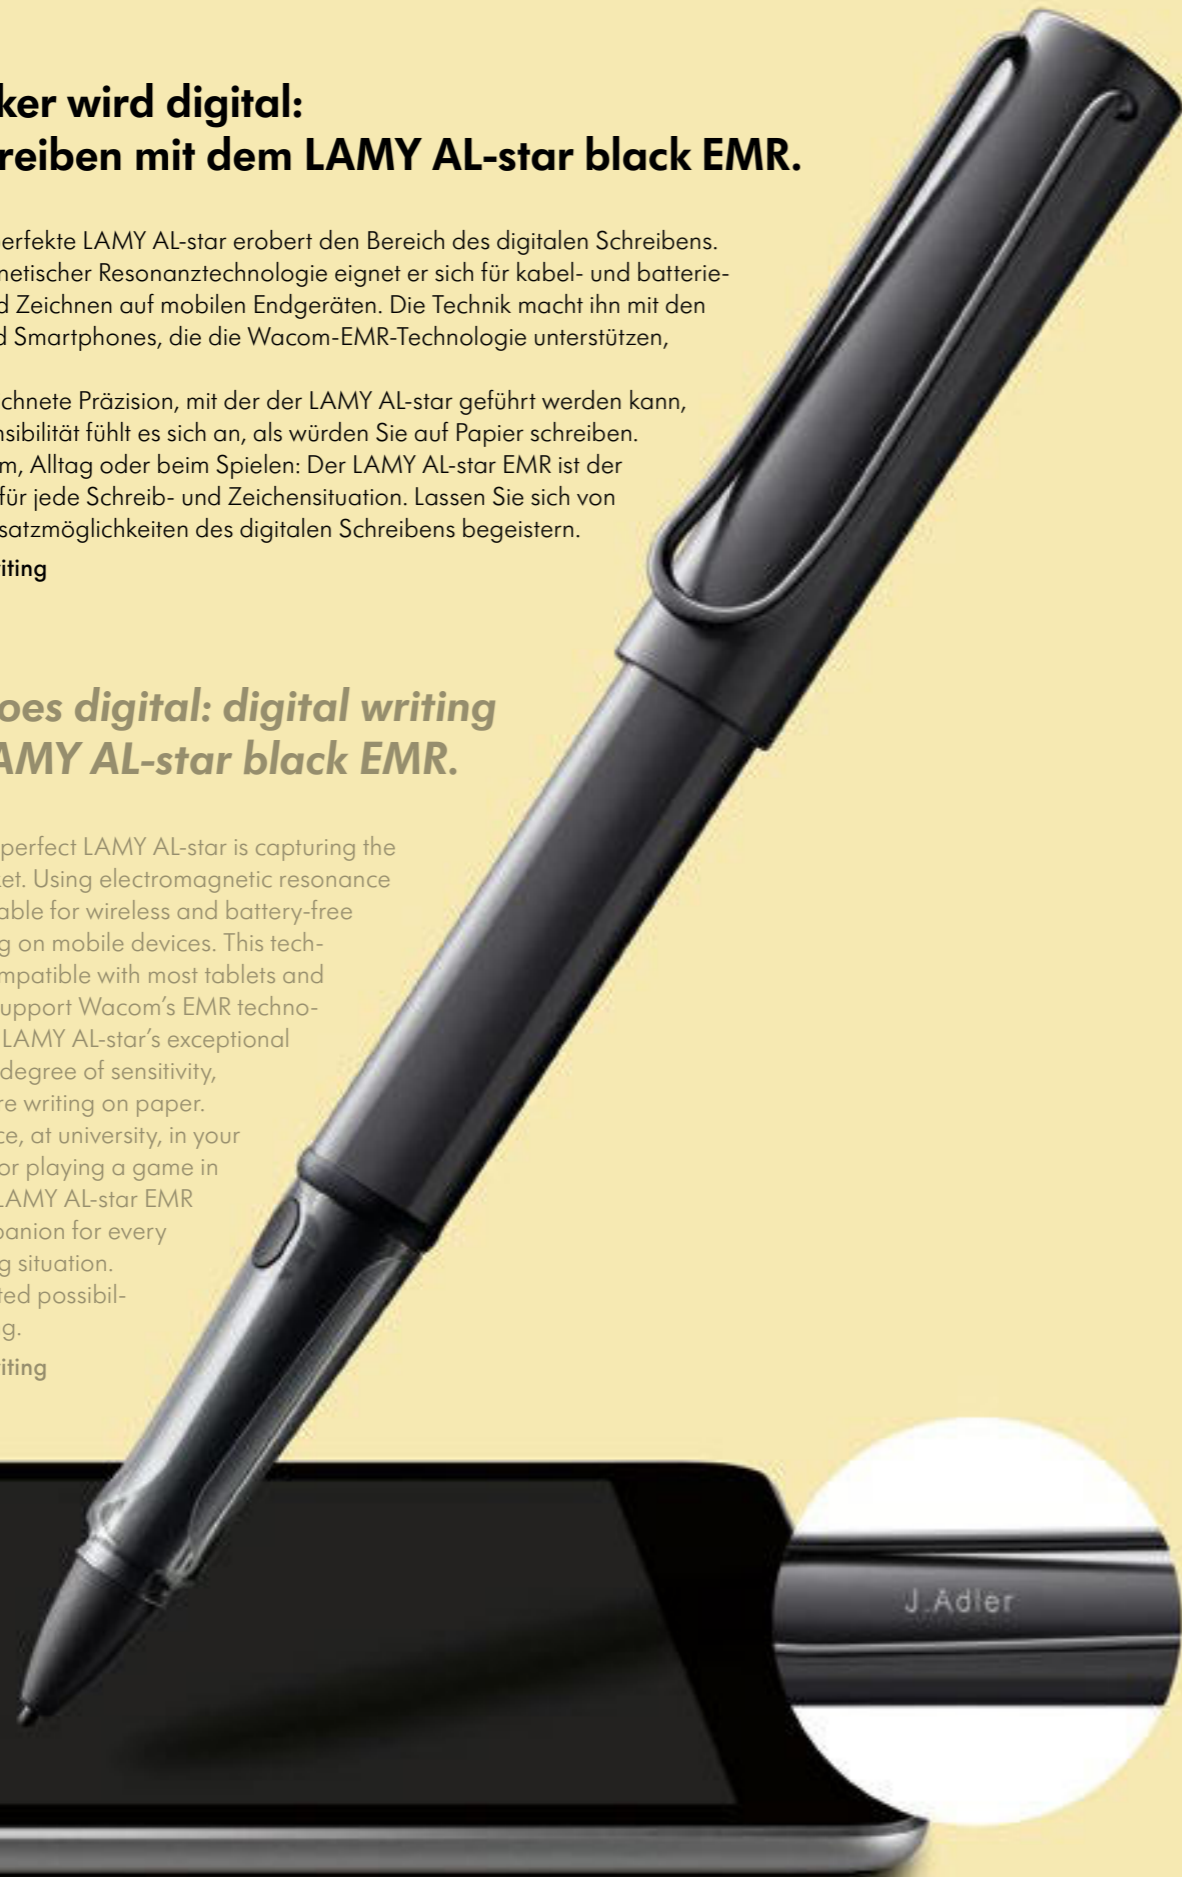 ker wird digital:
reiben mit dem LAMY AL-star black EMR.
erfekte LAMY AL-star erobert den Bereich des digitalen Schreibens.
netischer Resonanztechnologie eignet er sich für kabel- und batterie-
d Zeichnen auf mobilen Endgeräten. Die Technik macht ihn mit den
d Smartphones, die die Wacom-EMR-Technologie unterstützen,
chnete Präzision, mit der der LAMY AL-star geführt werden kann,
nsibilität fühlt es sich an, als würden Sie auf Papier schreiben.
m, Alltag oder beim Spielen: Der LAMY AL-star EMR ist der
für jede Schreib- und Zeichensituation. Lassen Sie sich von
satzmöglichkeiten des digitalen Schreibens begeistern.
iting
oes digital: digital writing
AMY AL-star black EMR.
perfect LAMY AL-star is capturing the
et. Using electromagnetic resonance
able for wireless and battery-free
g on mobile devices. This tech-
mpatible with most tablets and
upport Wacom's EMR techno-
LAMY AL-star's exceptional
degree of sensitivity,
re writing on paper.
ce, at university, in your
or playing a game in
LAMY AL-star EMR
panion for every
g situation.
ted possibil-
g.
iting
J.Adler